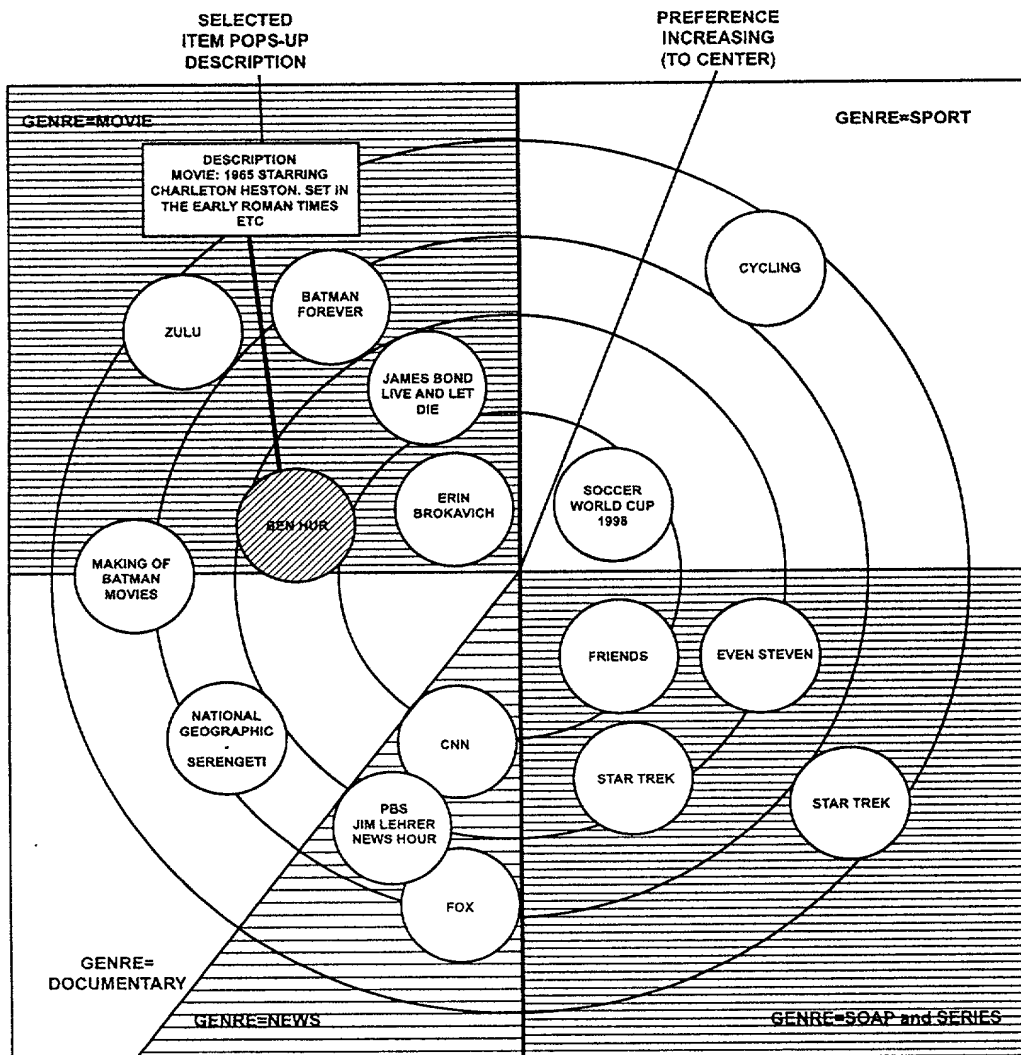 SELECTED
ITEM POPS-UP
DESCRIPTION
PREFERENCE
INCREASING
(TO CENTER)
GENRE=MOVIE
GENRE=SPORT
DESCRIPTION
MOVIE: 1965 STARRING
CHARLETON HESTON. SET IN
THE EARLY ROMAN TIMES
ETC
CYCLING
ZULU
BATMAN
FOREVER
JAMES BOND
LIVE AND LET
DIE
ERIN
BROKAVICH
SOCCER
WORLD CUP
1998
BEN HUR
MAKING OF
BATMAN
MOVIES
FRIENDS
EVEN STEVEN
NATIONAL
GEOGRAPHIC
-
SERENGETI
CNN
STAR TREK
STAR TREK
PBS
JIM LEHRER
NEWS HOUR
FOX
GENRE=
DOCUMENTARY
GENRE=NEWS
GENRE=SOAP and SERIES